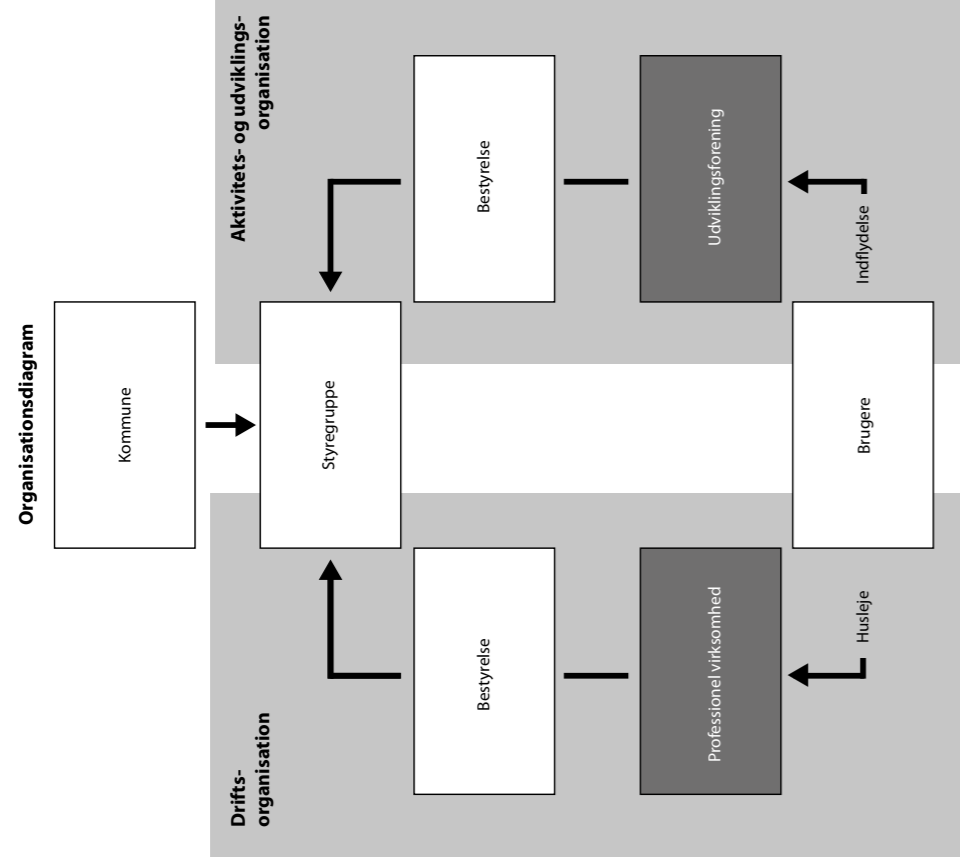 Organisationsdiagram
Drifts-
organisation
Aktivitets- og udviklings-
organisation
Kommune
Styregruppe
Bestyrelse
Bestyrelse
Professionel virksomhed
Udviklingsforening
Husleje
Brugere
Indflydelse